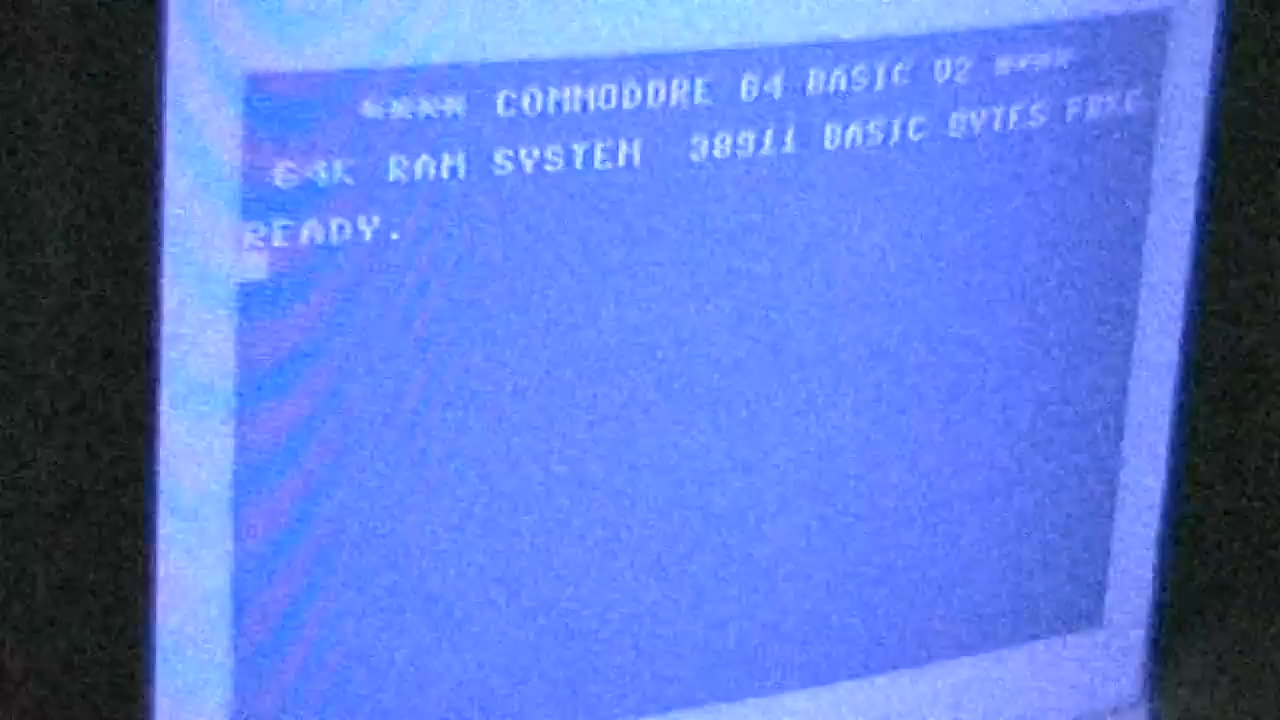 **** COMMODORE 64 BASIC V2 ****
64K RAM SYSTEM 38911 BASIC BYTES FREE
READY.